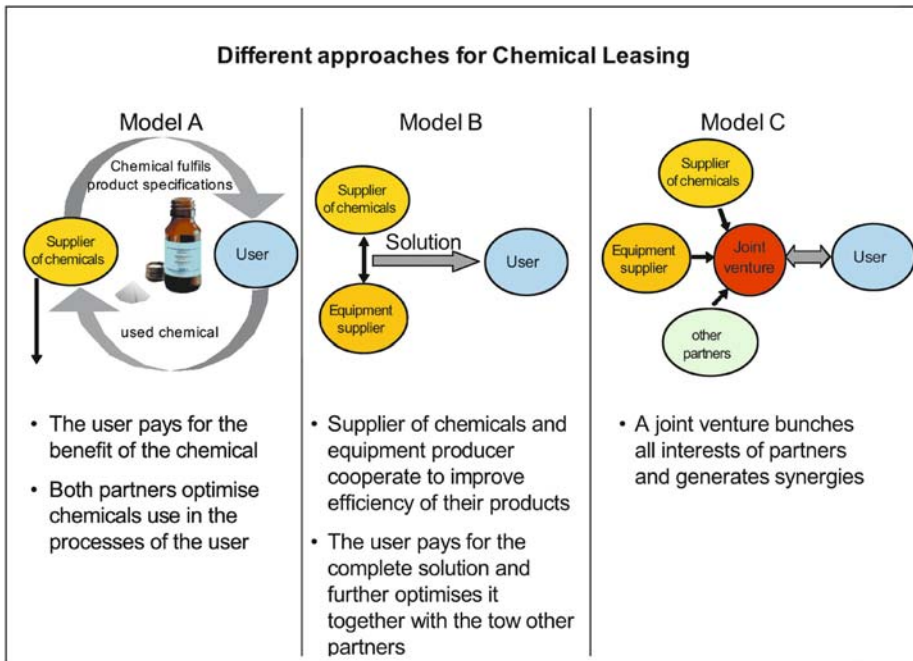 Different approaches for Chemical Leasing
Model A
Chemical fulfils
product specifications
Supplier
of chemicals
User
used chemical
• The user pays for the
benefit of the chemical
• Both partners optimise
chemicals use in the
processes of the user
Model B
Supplier
of chemicals
Solution
User
Equipment
supplier
• Supplier of chemicals and
equipment producer
cooperate to improve
efficiency of their products
• The user pays for the
complete solution and
further optimises it
together with the tow other
partners
Model C
Supplier
of chemicals
Equipment
supplier
Joint
venture
User
other
partners
• A joint venture bunches
all interests of partners
and generates synergies